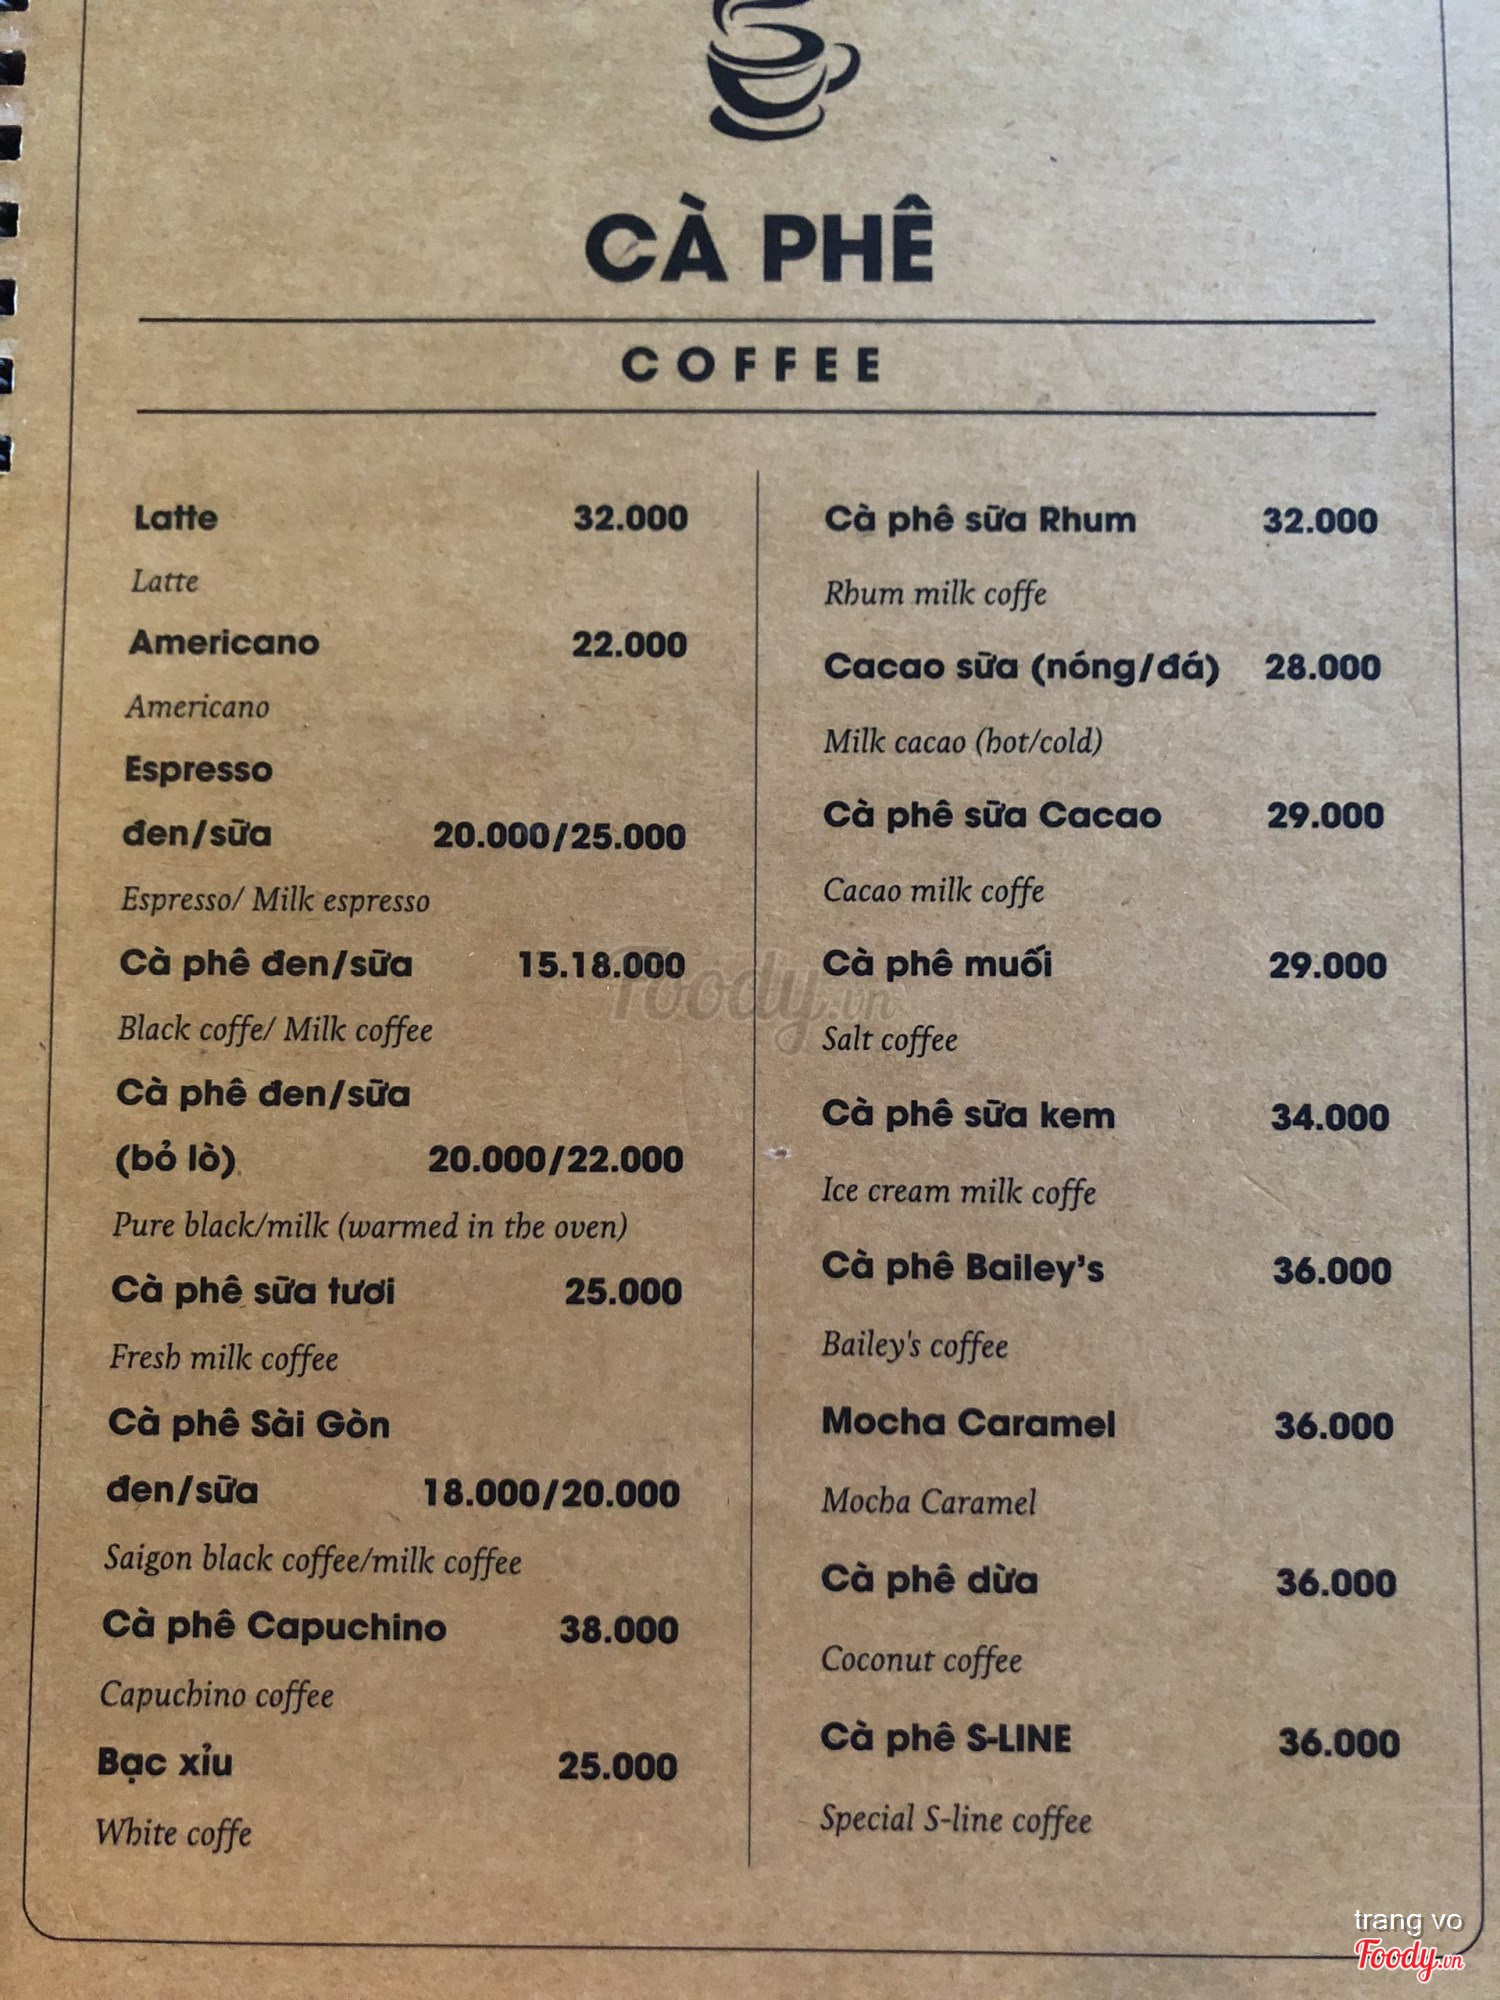 CÀ PHÊ
COFFEE
Latte 32.000
Latte
Americano 22.000
Americano
Espresso
đen/sữa 20.000/25.000
Espresso/ Milk espresso
Cà phê đen/sữa 15.18.000
Black coffe/ Milk coffee
Cà phê đen/sữa
(bỏ lò) 20.000/22.000
Pure black/milk (warmed in the oven)
Cà phê sữa tươi 25.000
Fresh milk coffee
Cà phê Sài Gòn
đen/sữa 18.000/20.000
Saigon black coffee/milk coffee
Cà phê Capuchino 38.000
Capuchino coffee
Bạc xỉu 25.000
White coffe
Cà phê sữa Rhum 32.000
Rhum milk coffe
Cacao sữa (nóng/đá) 28.000
Milk cacao (hot/cold)
Cà phê sữa Cacao 29.000
Cacao milk coffe
Cà phê muối 29.000
Salt coffee
Cà phê sữa kem 34.000
Ice cream milk coffe
Cà phê Bailey's 36.000
Bailey's coffee
Mocha Caramel 36.000
Mocha Caramel
Cà phê dừa 36.000
Coconut coffee
Cà phê S-LINE 36.000
Special S-line coffee
Foody.vn
trang vo
Foody.vn